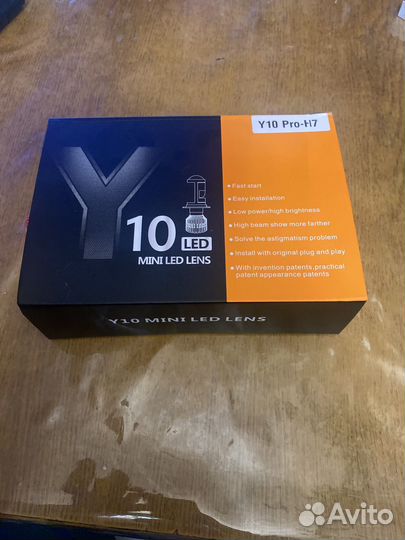 Y10 Pro-H7
Y
10
LED
MINI LED LENS
• Fast start
• Easy installation
• Low power/high brightness
• High beam show more farther
• Solve the astigmatism problem
• Install with original plug and play
• With invention patents,practical
patent appearance patents
Y10 MINI LED LENS
Avito